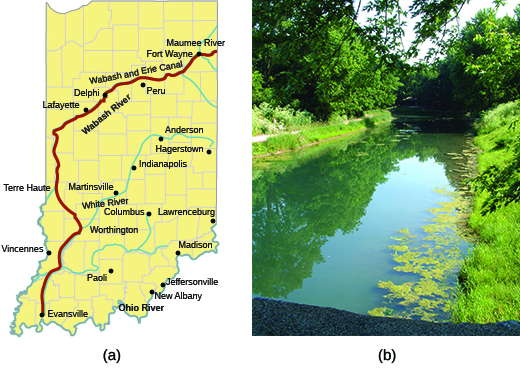 Maumee River
Fort Wayne
Wabash and Erie Canal
Delphi
Peru
Lafayette
Wabash River
Anderson
Hagerstown
Indianapolis
Terre Haute
Martinsville
White River
Columbus
Lawrenceburg
Worthington
Vincennes
Madison
Paoli
Jeffersonville
New Albany
Ohio River
Evansville
(a)
(b)